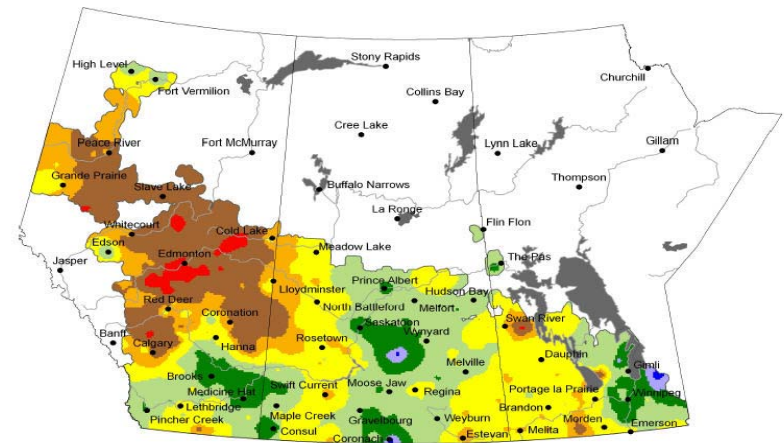 Stony Rapids
High Level
Churchill
Fort Vermilion
Collins Bay
Cree Lake
Peace River
Fort McMurray
Lynn Lake
Gillam
Grande Prairie
Thompson
Slave Lake
Buffalo Narrows
La Ronge
Whitecourt
Cold Lake
Flin Flon
Edson
Meadow Lake
Edmonton
The Pas
Jasper
Lloydminster
Prince Albert
Hudson Bay
Red Deer
North Battleford
Melfort
Coronation
Saskatoon
Swan River
Banff
Hanna
Rosetown
Wynyard
Calgary
Dauphin
Gimli
Brooks
Melville
Swift Current
Moose Jaw
Medicine Hat
Regina
Portage la Prairie
Winnipeg
Lethbridge
Brandon
Pincher Creek
Maple Creek
Gravelbourg
Weyburn
Morden
Emerson
Consul
Coronach
Estevan
Melita